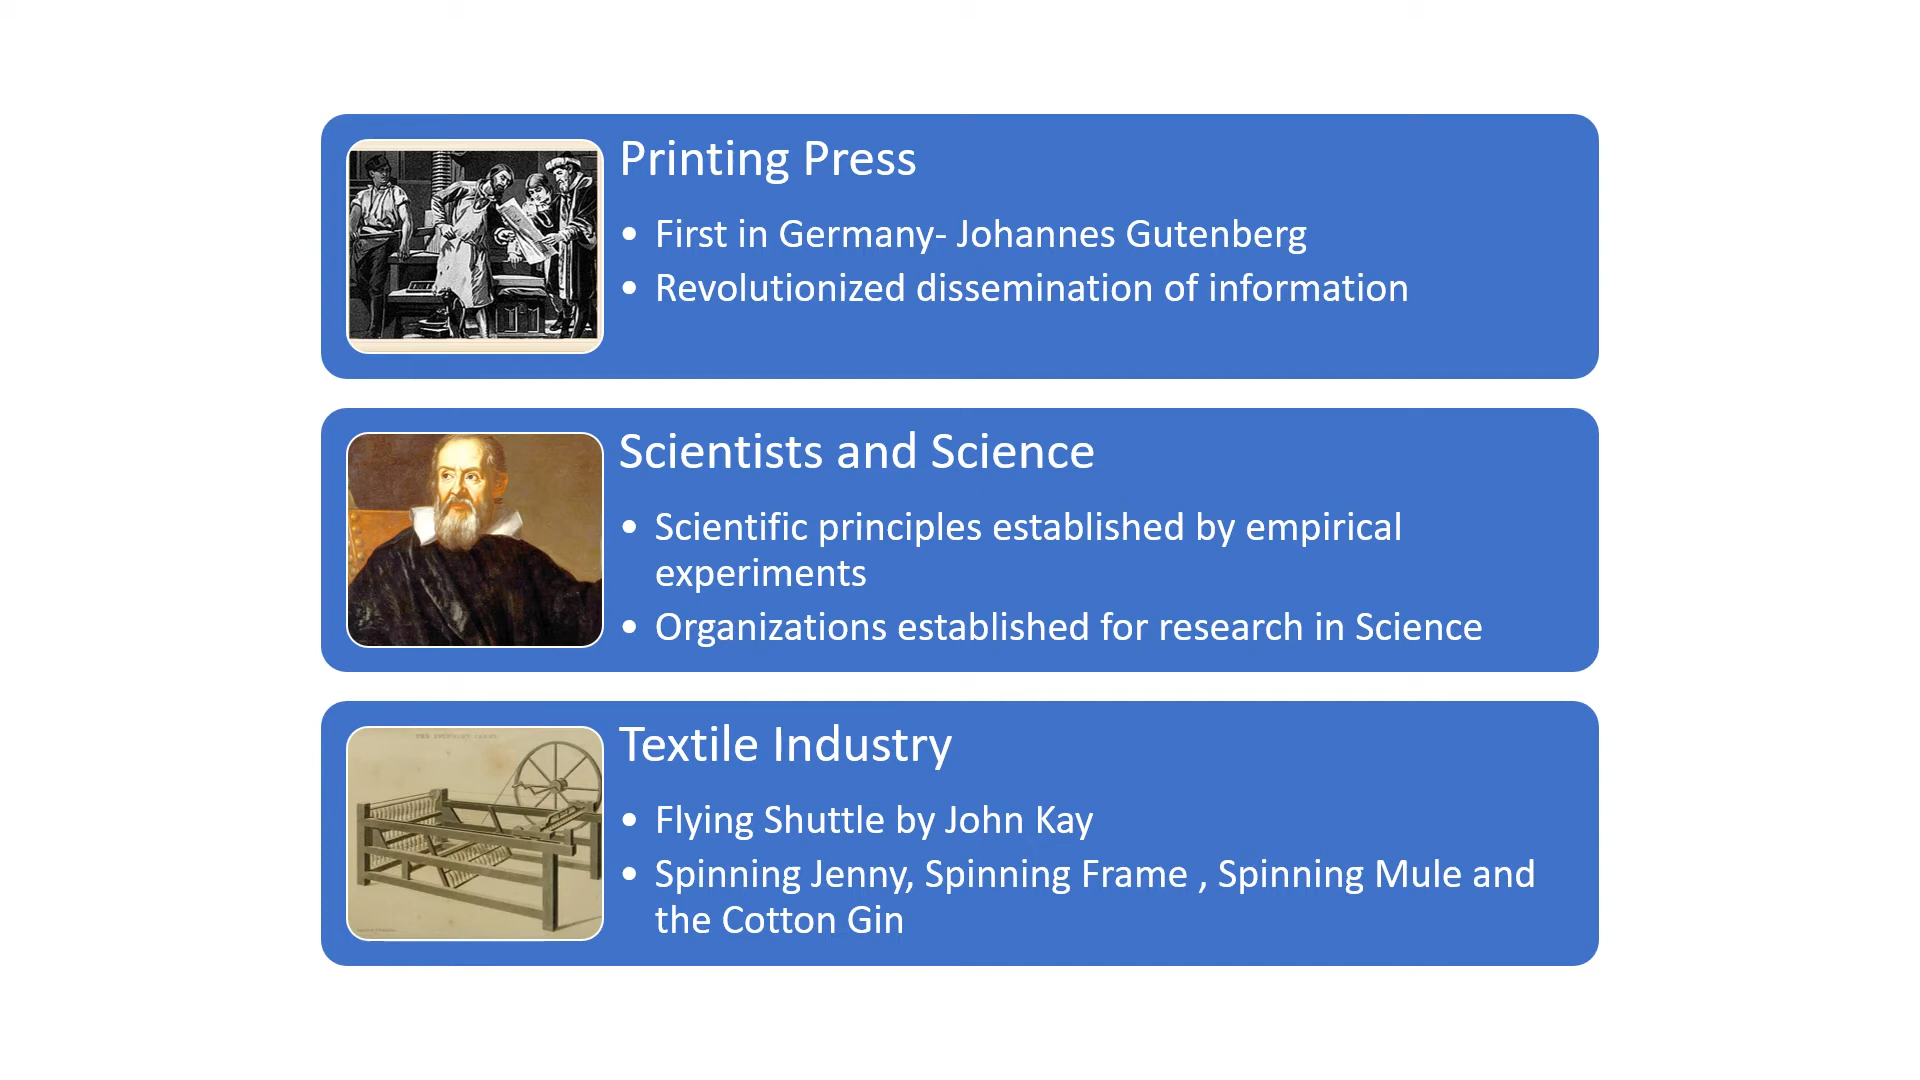 Printing Press
• First in Germany- Johannes Gutenberg
• Revolutionized dissemination of information
Scientists and Science
• Scientific principles established by empirical
experiments
• Organizations established for research in Science
Textile Industry
• Flying Shuttle by John Kay
• Spinning Jenny, Spinning Frame , Spinning Mule and
the Cotton Gin